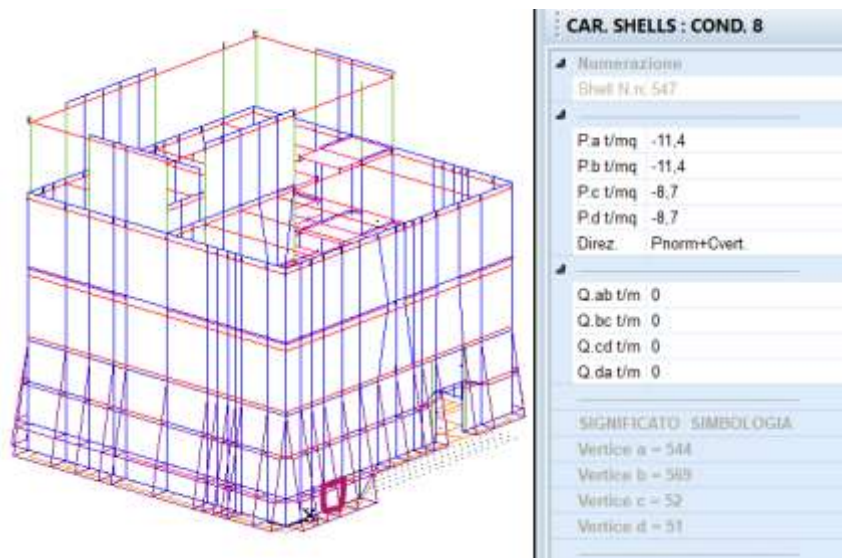 CAR. SHELLS : COND. 8
Numerazione
Shell N.ri: 547
P.a t/mq -11,4
P.b t/mq -11,4
P.c t/mq -8,7
P.d t/mq -8,7
Direz. Pnorm+Cvert.
Q.ab t/m 0
Q.bc t/m 0
Q.cd t/m 0
Q.da t/m 0
SIGNIFICATO SIMBOLOGIA
Vertice a = 544
Vertice b = 569
Vertice c = 52
Vertice d = 51